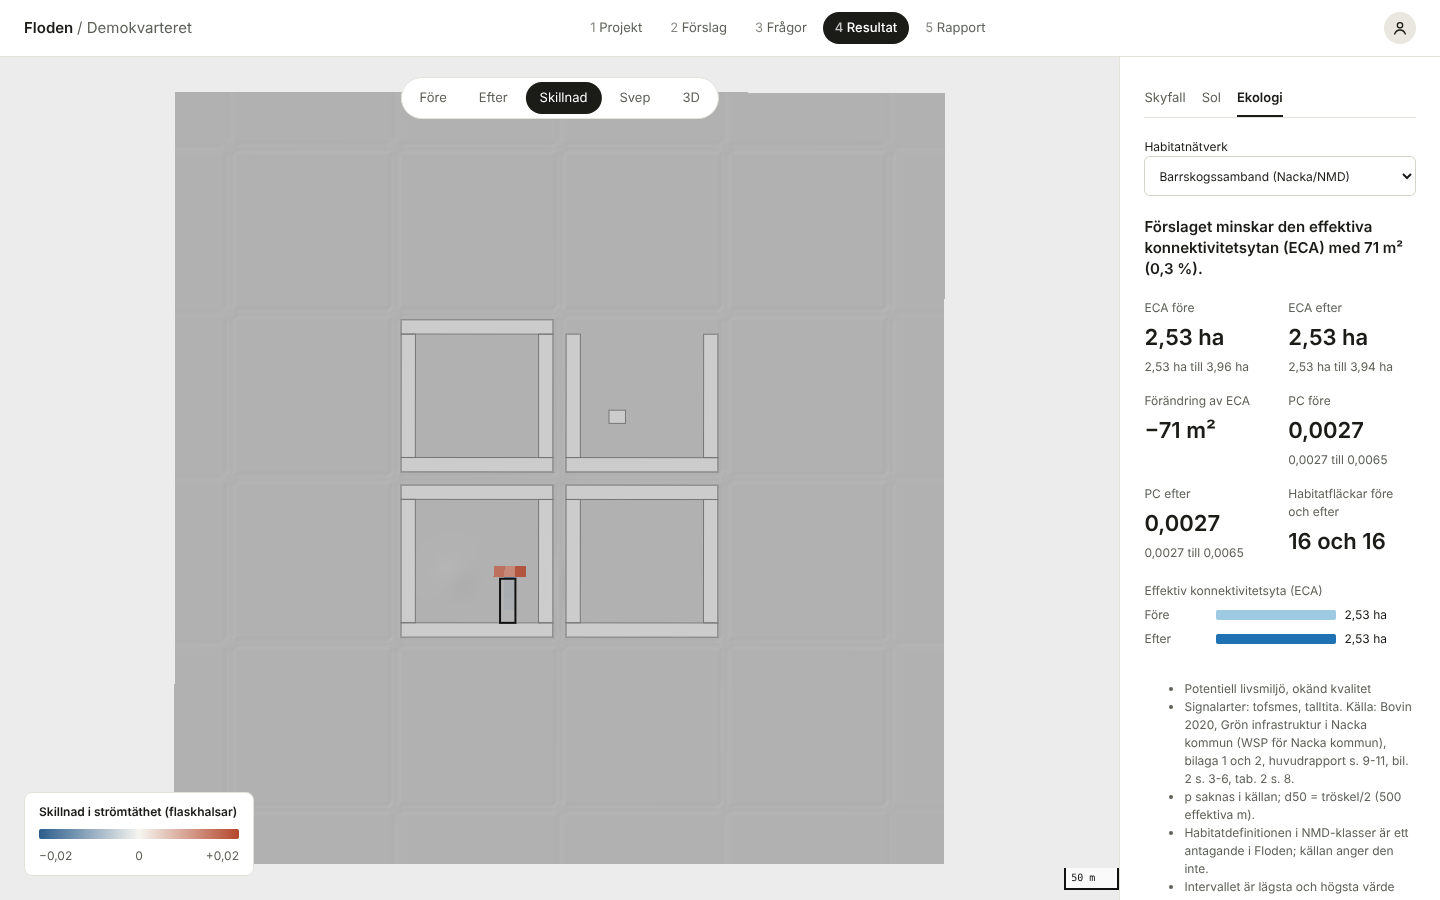 Floden / Demokvarteret
1 Projekt 2 Förslag 3 Frågor 4 Resultat 5 Rapport
Före Efter Skillnad Svep 3D
Skillnad i strömtäthet (flaskhalsar)
−0,02 0 +0,02
50 m
Skyfall Sol Ekologi
Habitatnätverk
Barrskogssamband (Nacka/NMD)
Förslaget minskar den effektiva
konnektivitetsytan (ECA) med 71 m²
(0,3 %).
ECA före
2,53 ha
2,53 ha till 3,96 ha
ECA efter
2,53 ha
2,53 ha till 3,94 ha
Förändring av ECA
−71 m²
PC före
0,0027
0,0027 till 0,0065
PC efter
0,0027
0,0027 till 0,0065
Habitatfläckar före
och efter
16 och 16
Effektiv konnektivitetsyta (ECA)
Före 2,53 ha
Efter 2,53 ha
• Potentiell livsmiljö, okänd kvalitet
• Signalarter: tofsmes, talltita. Källa: Bovin
2020, Grön infrastruktur i Nacka
kommun (WSP för Nacka kommun),
bilaga 1 och 2, huvudrapport s. 9-11, bil.
2 s. 3-6, tab. 2 s. 8.
• p saknas i källan; d50 = tröskel/2 (500
effektiva m).
• Habitatdefinitionen i NMD-klasser är ett
antagande i Floden; källan anger den
inte.
• Intervallet är lägsta och högsta värde